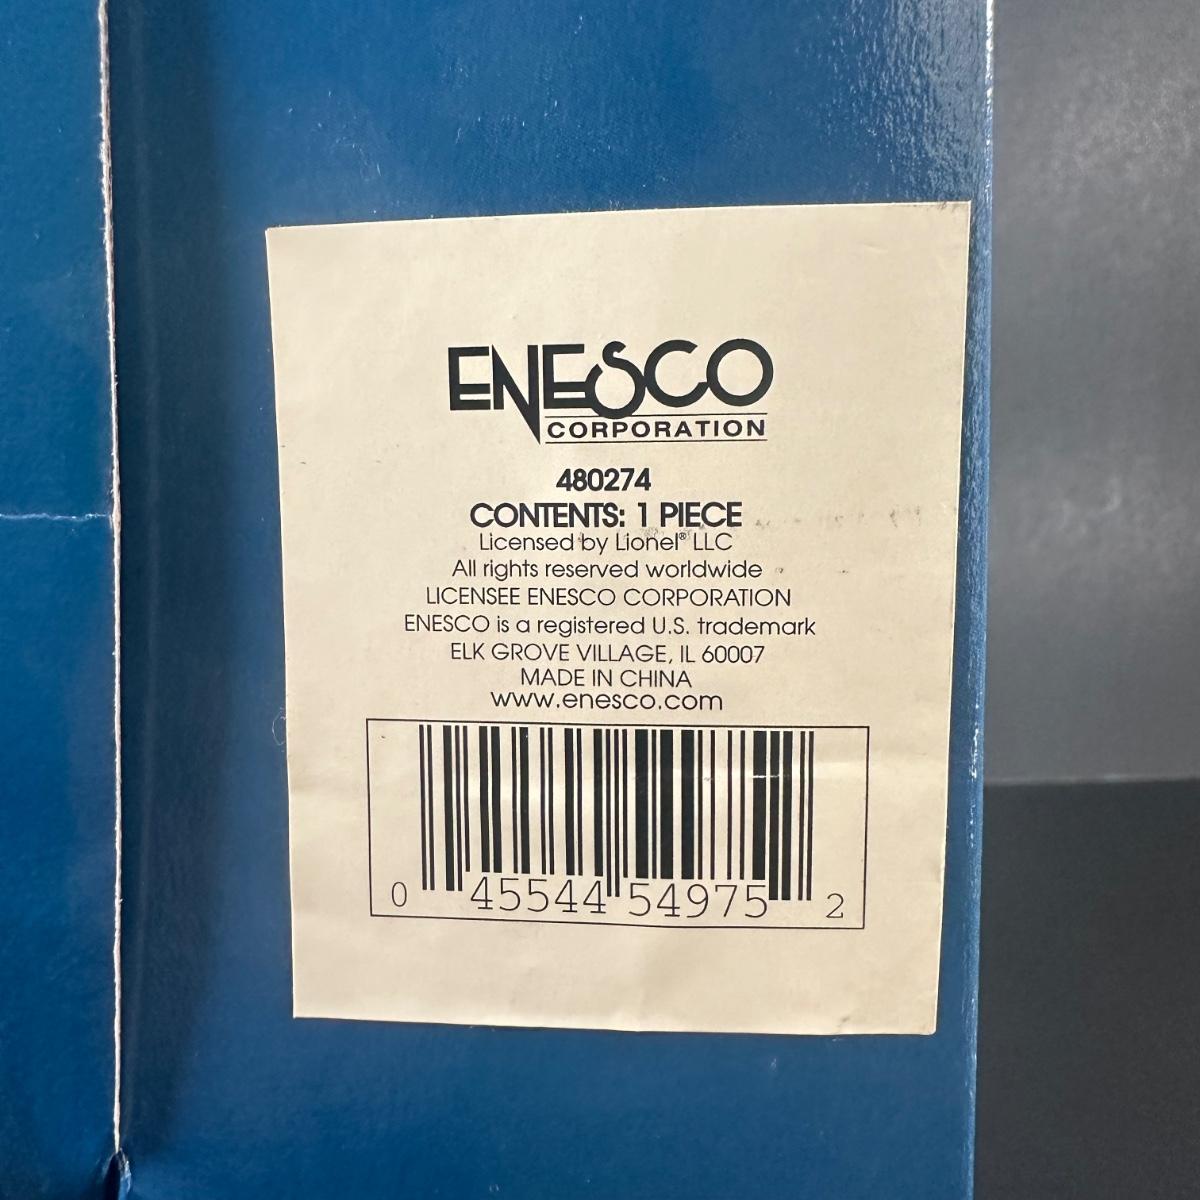 ENESCO
CORPORATION
480274
CONTENTS: 1 PIECE
Licensed by Lionel® LLC
All rights reserved worldwide
LICENSEE ENESCO CORPORATION
ENESCO is a registered U.S. trademark
ELK GROVE VILLAGE, IL 60007
MADE IN CHINA
www.enesco.com
0 45544 54975 2